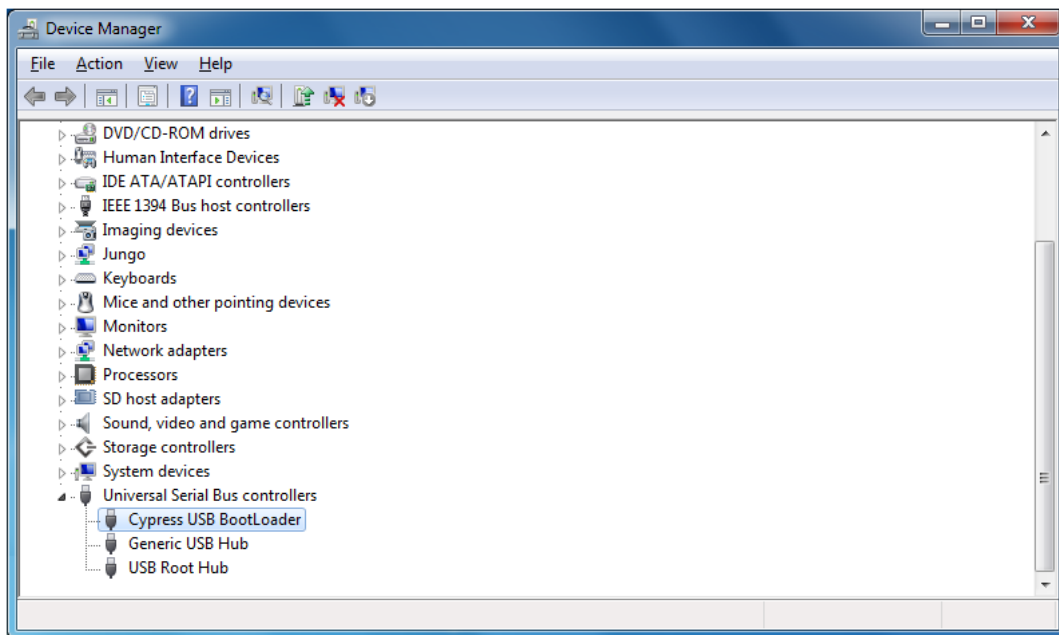 Device Manager
File Action View Help
DVD/CD-ROM drives
Human Interface Devices
IDE ATA/ATAPI controllers
IEEE 1394 Bus host controllers
Imaging devices
Jungo
Keyboards
Mice and other pointing devices
Monitors
Network adapters
Processors
SD host adapters
Sound, video and game controllers
Storage controllers
System devices
Universal Serial Bus controllers
Cypress USB BootLoader
Generic USB Hub
USB Root Hub